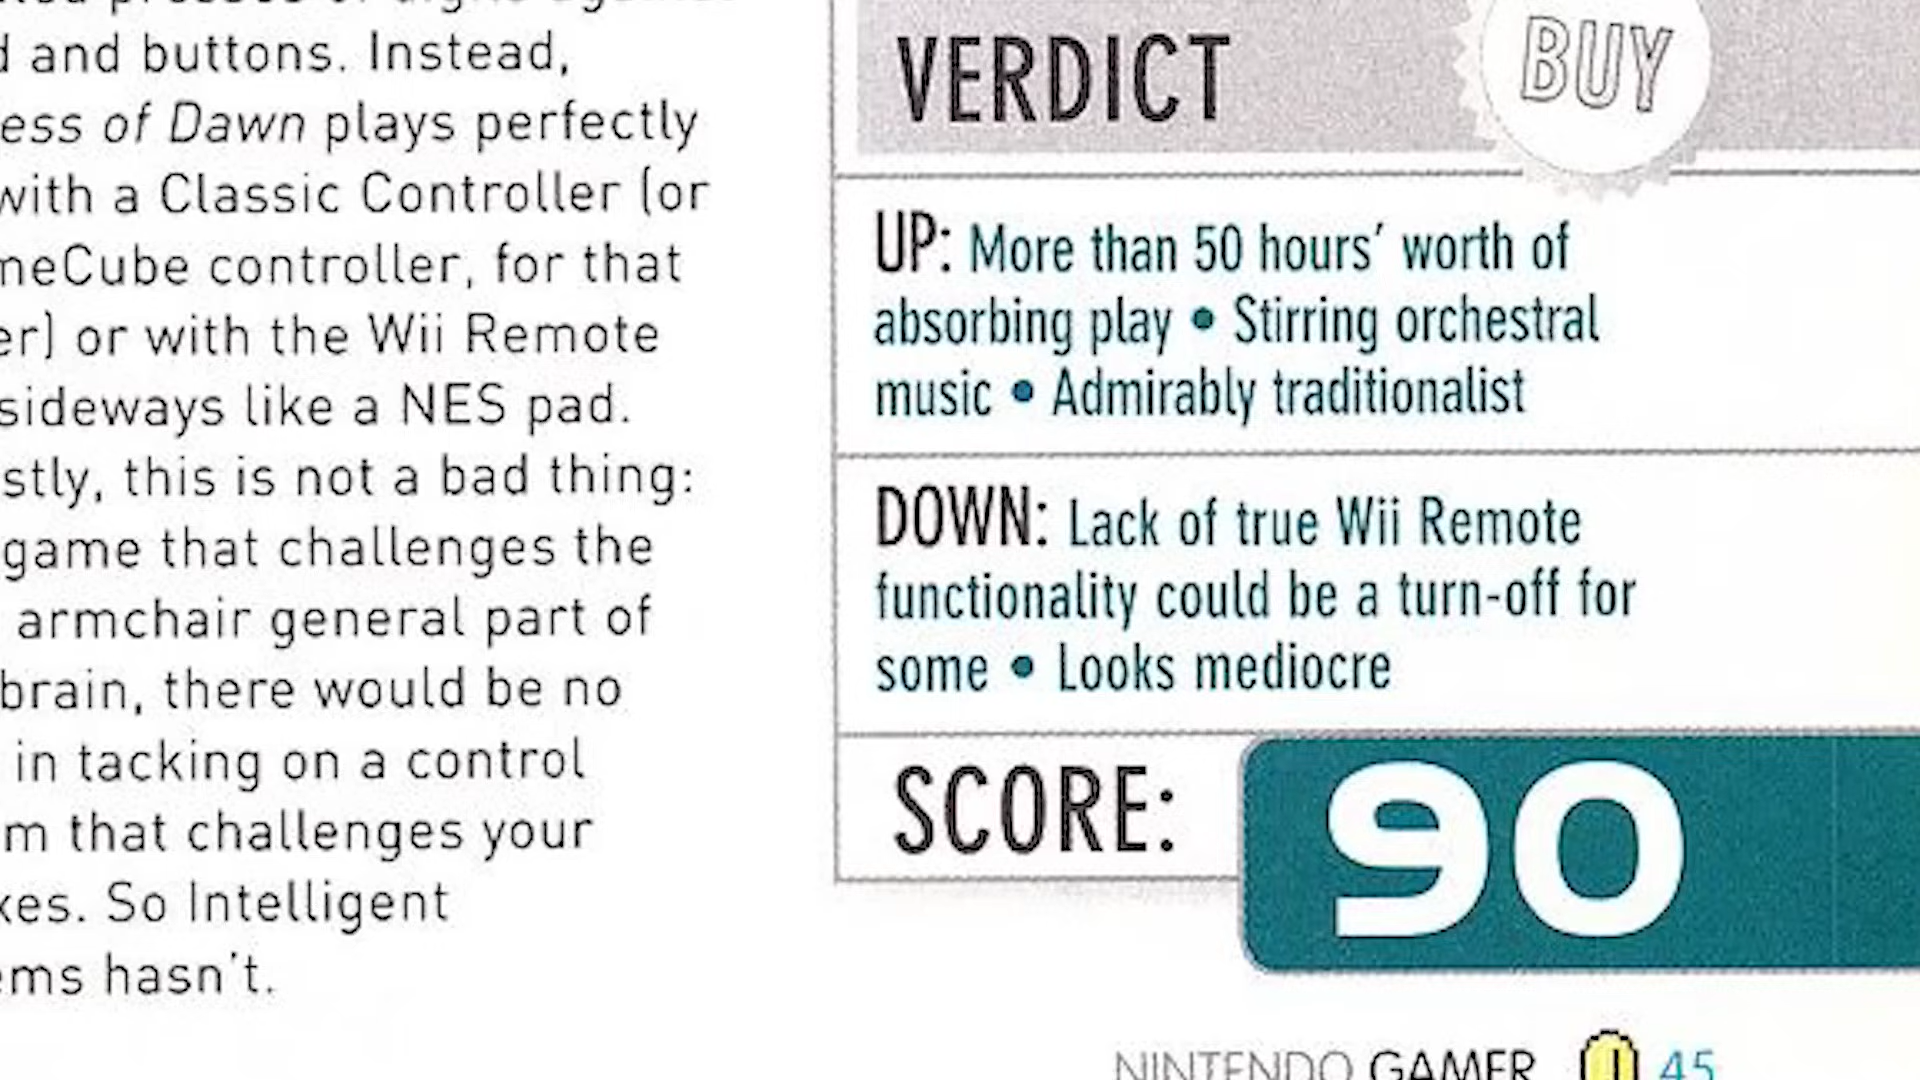 and buttons. Instead,
ess of Dawn plays perfectly
with a Classic Controller (or
meCube controller, for that
er) or with the Wii Remote
sideways like a NES pad.
stly, this is not a bad thing:
game that challenges the
armchair general part of
brain, there would be no
in tacking on a control
m that challenges your
xes. So Intelligent
ems hasn't.
VERDICT
BUY
UP: More than 50 hours' worth of
absorbing play • Stirring orchestral
music • Admirably traditionalist
DOWN: Lack of true Wii Remote
functionality could be a turn-off for
some • Looks mediocre
SCORE: 90
NINTENDO GAMER 45